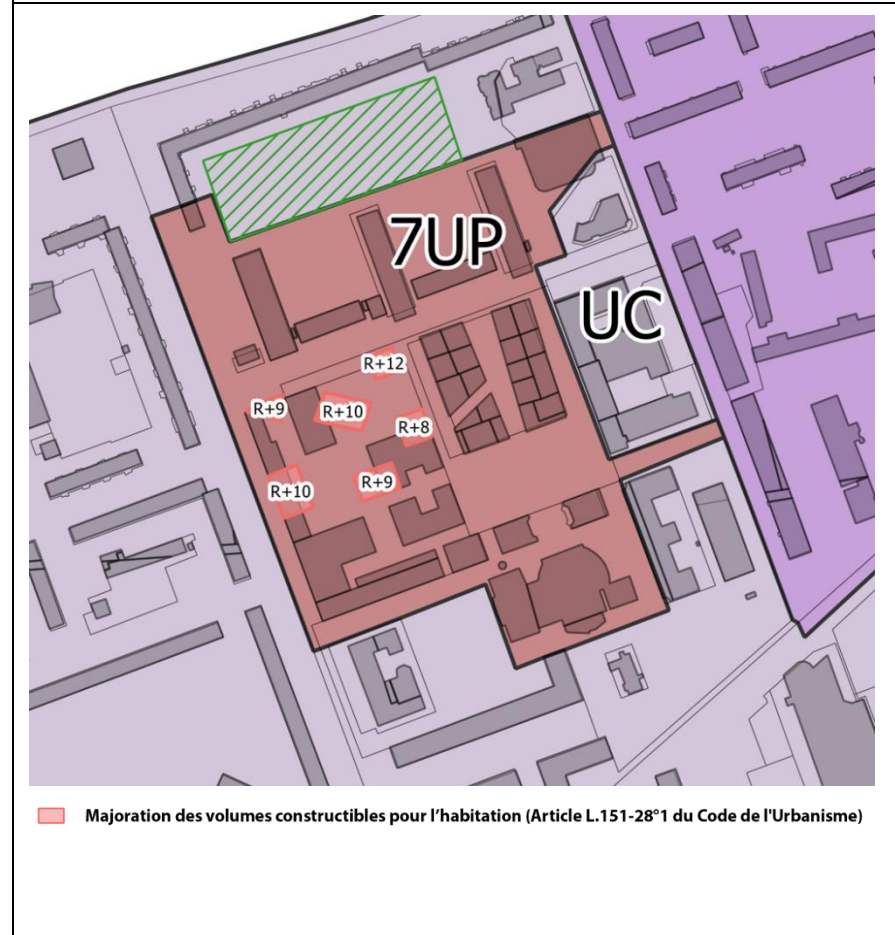 7UP
UC
R+12
R+9
R+10
R+8
R+10
R+9
Majoration des volumes constructibles pour l'habitation (Article L.151-28°1 du Code de l'Urbanisme)